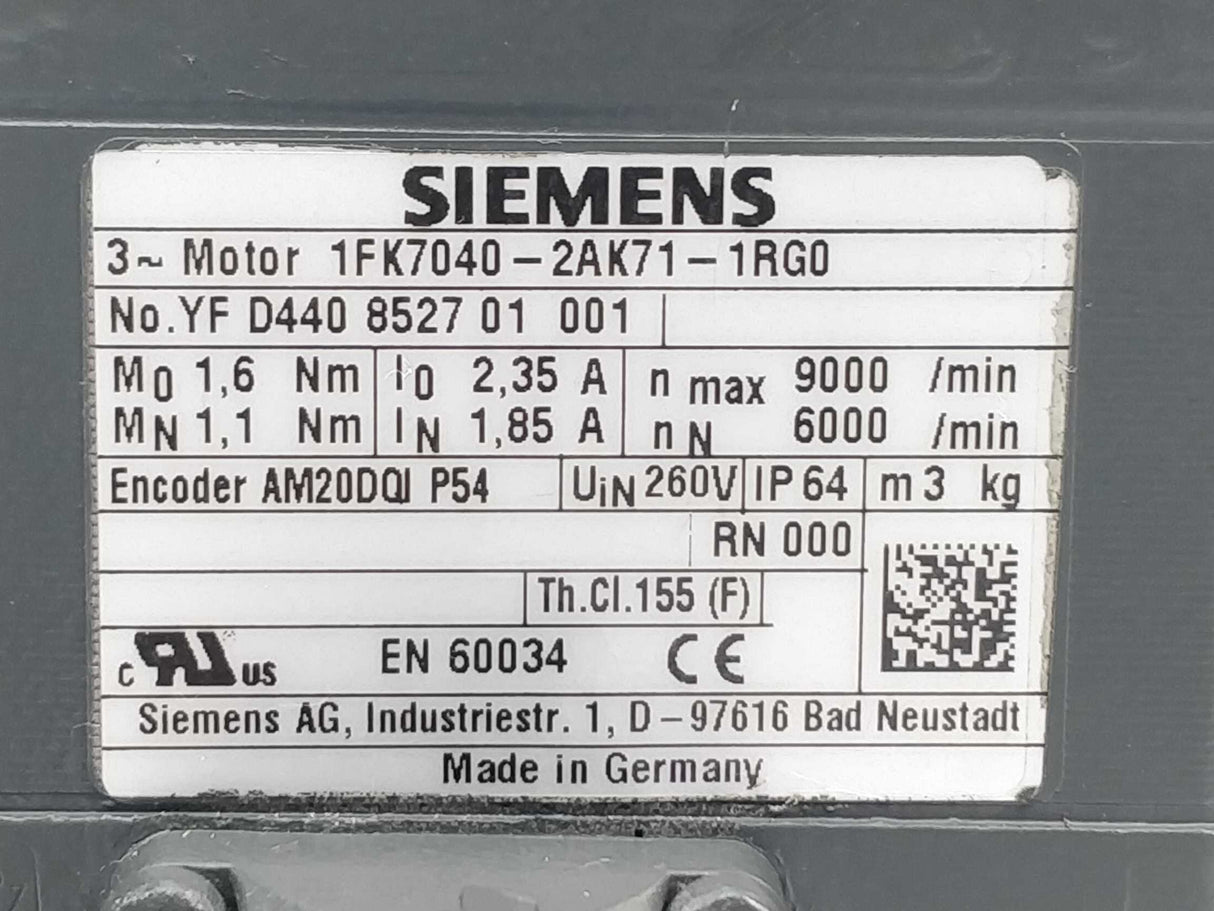 SIEMENS
3~ Motor 1FK7040-2AK71-1RG0
No.YF D440 8527 01 001
M0 1,6 Nm I0 2,35 A n max 9000 /min
MN 1,1 Nm IN 1,85 A nN 6000 /min
Encoder AM20DQI P54 UiN 260V IP 64 m 3 kg
RN 000
Th.Cl.155 (F)
c RU US EN 60034 CE
Siemens AG, Industriestr. 1, D-97616 Bad Neustadt
Made in Germany